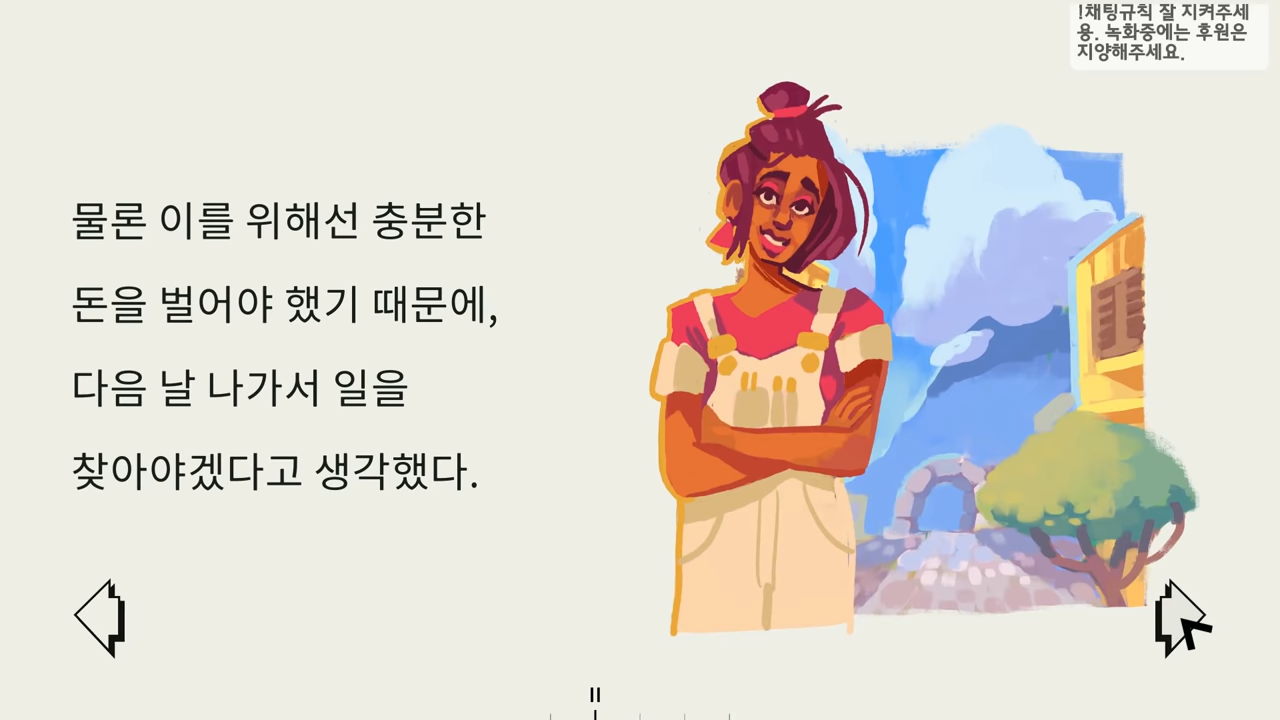 !채팅규칙 잘 지켜주세
용. 녹화중에는 후원은
지양해주세요.
물론 이를 위해선 충분한
돈을 벌어야 했기 때문에,
다음 날 나가서 일을
찾아야겠다고 생각했다.
II